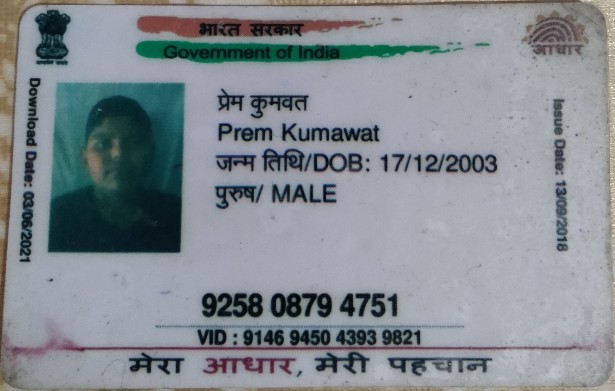 भारत सरकार
Government of India
आधार
Download Date: 03/06/2021
प्रेम कुमवत
Prem Kumawat
जन्म तिथि/DOB: 17/12/2003
पुरुष/ MALE
Issue Date: 13/09/2018
9258 0879 4751
VID : 9146 9450 4393 9821
मेरा आधार, मेरी पहचान